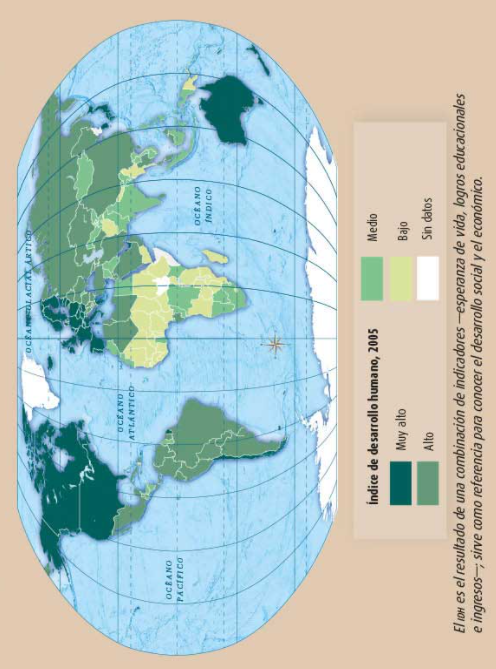 OCÉANO GLACIAL ÁRTICO
OCÉANO
ATLÁNTICO
OCÉANO
PACÍFICO
OCÉANO
ÍNDICO
Índice de desarrollo humano, 2005
Muy alto
Alto
Medio
Bajo
Sin datos
El IDH es el resultado de una combinación de indicadores —esperanza de vida, logros educacionales
e ingresos—; sirve como referencia para conocer el desarrollo social y el económico.